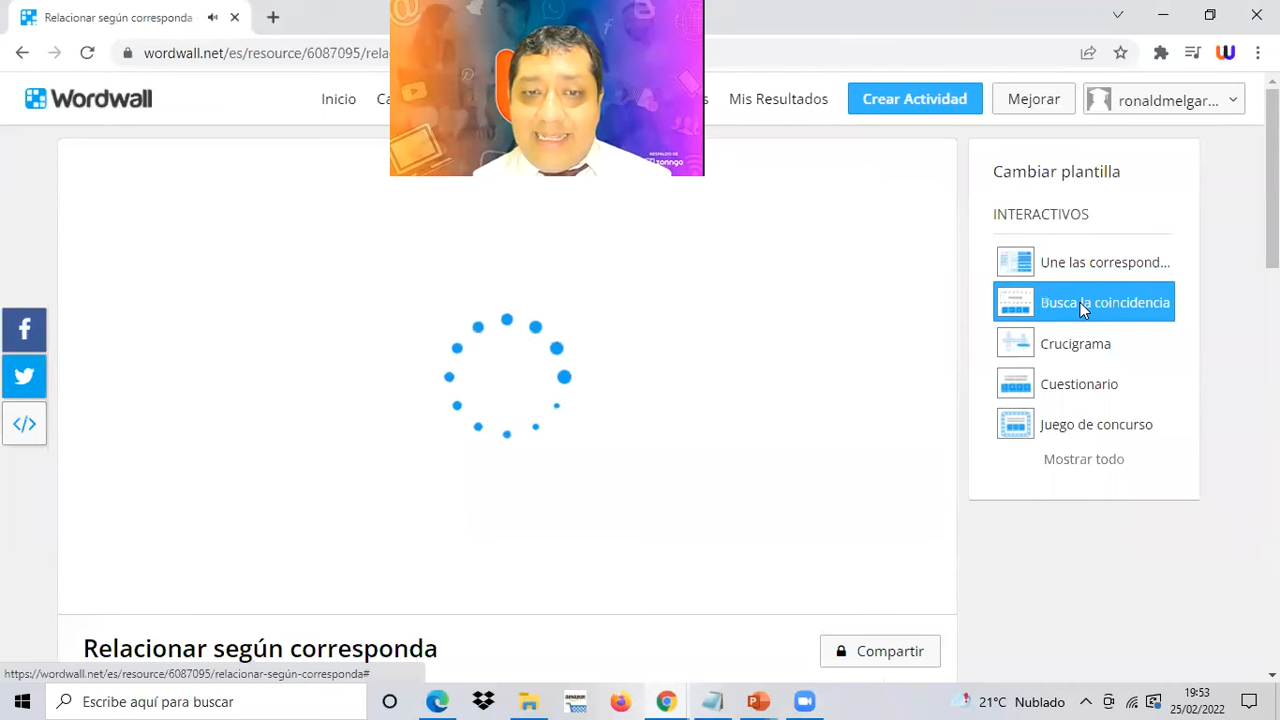 Relacionar según corresponda
wordwall.net/es/resource/6087095/rela
Wordwall
Inicio
Mis Resultados
Crear Actividad
Mejorar
ronaldmelgar...
RESPALDO DE
zonnga
Cambiar plantilla
INTERACTIVOS
Une las correspond...
Busca la coincidencia
Crucigrama
Cuestionario
Juego de concurso
Mostrar todo
Relacionar según corresponda
Compartir
https://wordwall.net/es/resource/6087095/relacionar-según-corresponda#
Escribe aquí para buscar
21°C Nublado
19:53
25/02/2022